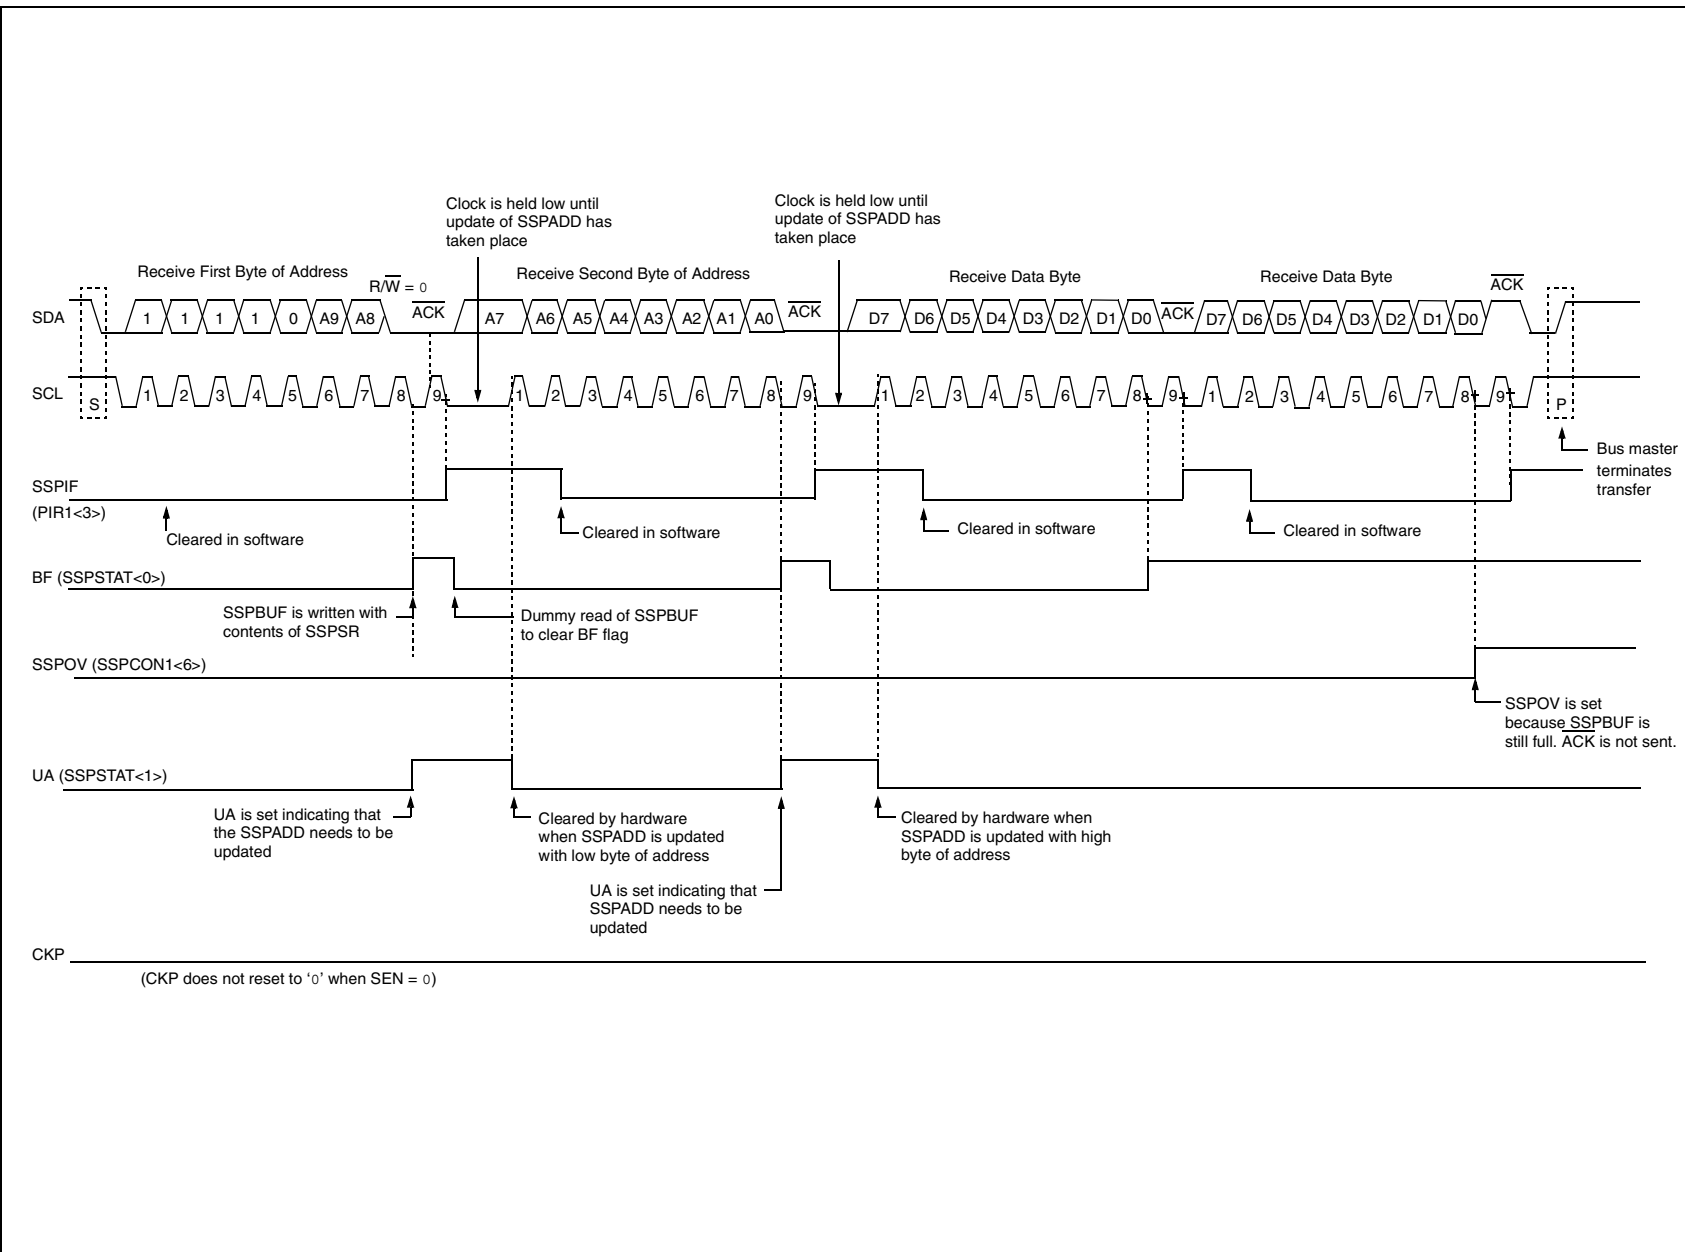 Clock is held low until
update of SSPADD has
taken place
Clock is held low until
update of SSPADD has
taken place
Receive First Byte of Address
R/W = 0
Receive Second Byte of Address
Receive Data Byte
Receive Data Byte
SDA
1 1 1 1 0 A9 A8 ACK A7 A6 A5 A4 A3 A2 A1 A0 ACK D7 D6 D5 D4 D3 D2 D1 D0 ACK D7 D6 D5 D4 D3 D2 D1 D0 ACK
SCL
S 1 2 3 4 5 6 7 8 9 1 2 3 4 5 6 7 8 9 1 2 3 4 5 6 7 8 9 1 2 3 4 5 6 7 8 9 P
Bus master
terminates
transfer
SSPIF
(PIR1<3>)
Cleared in software
Cleared in software
Cleared in software
Cleared in software
BF (SSPSTAT<0>)
SSPBUF is written with
contents of SSPSR
Dummy read of SSPBUF
to clear BF flag
SSPOV (SSPCON1<6>)
SSPOV is set
because SSPBUF is
still full. ACK is not sent.
UA (SSPSTAT<1>)
UA is set indicating that
the SSPADD needs to be
updated
Cleared by hardware
when SSPADD is updated
with low byte of address
UA is set indicating that
SSPADD needs to be
updated
Cleared by hardware when
SSPADD is updated with high
byte of address
CKP
(CKP does not reset to ‘0’ when SEN = 0)